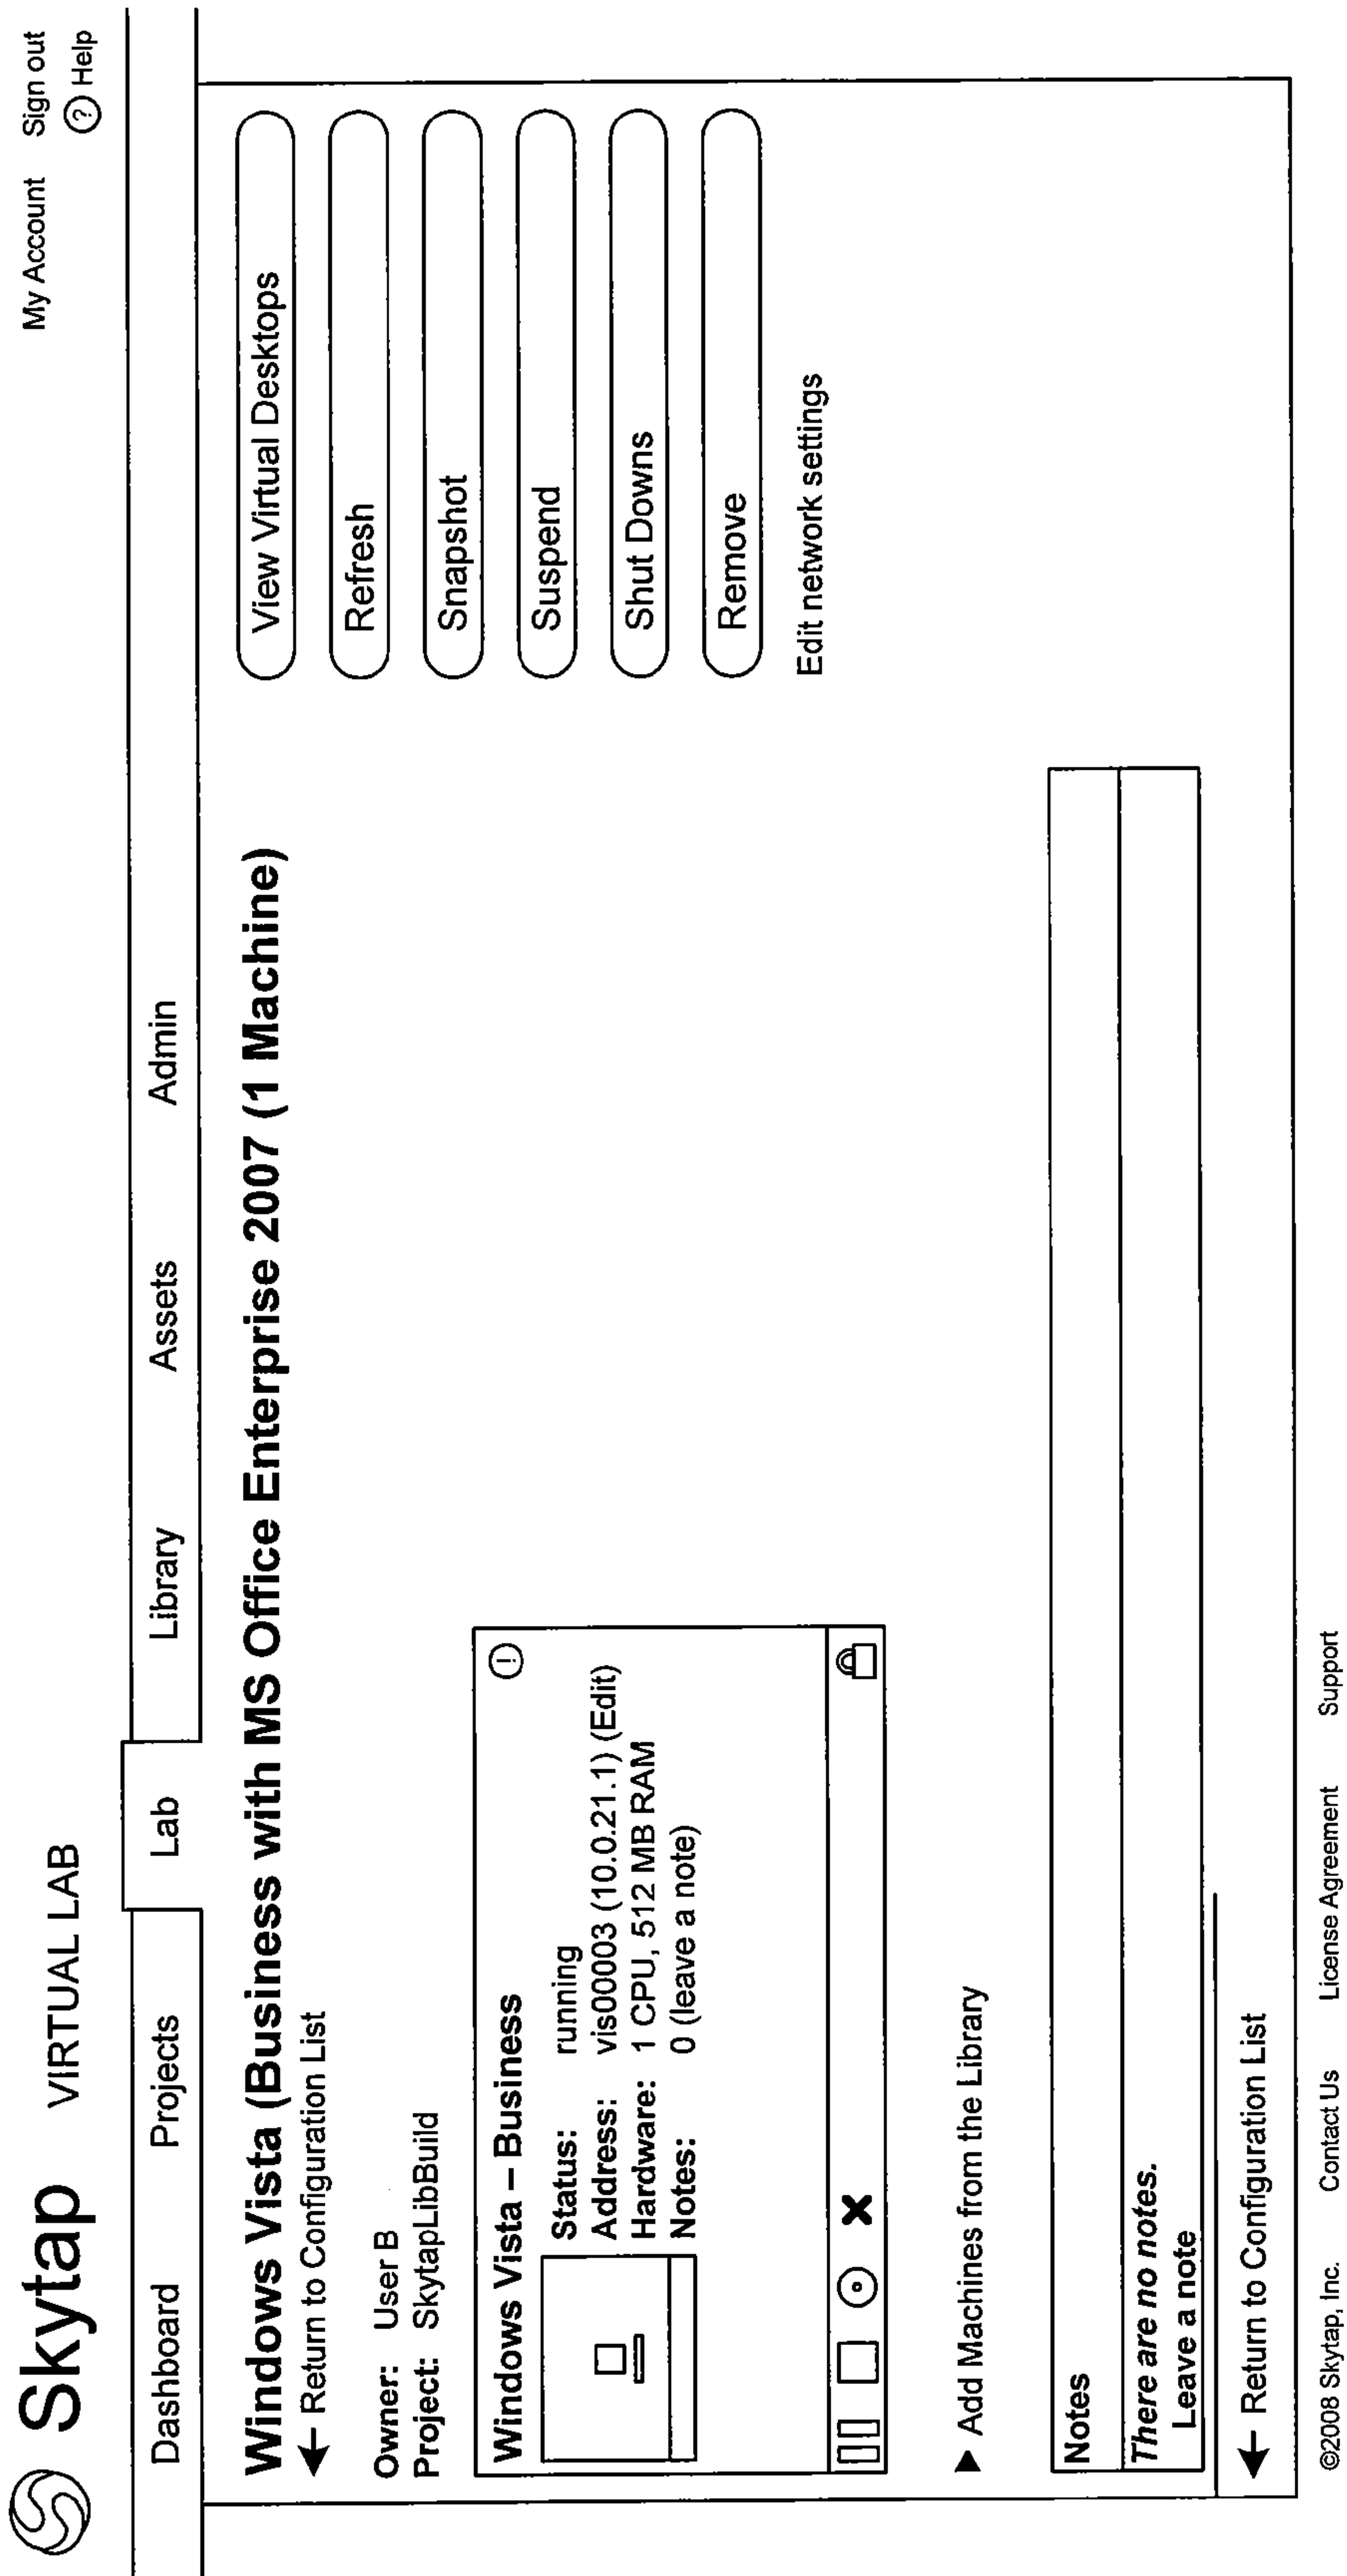 Skytap VIRTUAL LAB
My Account Sign out
? Help
Dashboard Projects Lab Library Assets Admin
Windows Vista (Business with MS Office Enterprise 2007 (1 Machine)
← Return to Configuration List
Owner: User B
Project: SkytapLibBuild
Windows Vista – Business
Status: running
Address: vis00003 (10.0.21.1) (Edit)
Hardware: 1 CPU, 512 MB RAM
Notes: 0 (leave a note)
View Virtual Desktops
Refresh
Snapshot
Suspend
Shut Downs
Remove
Edit network settings
Add Machines from the Library
Notes
There are no notes.
Leave a note
← Return to Configuration List
©2008 Skytap, Inc. Contact Us License Agreement Support